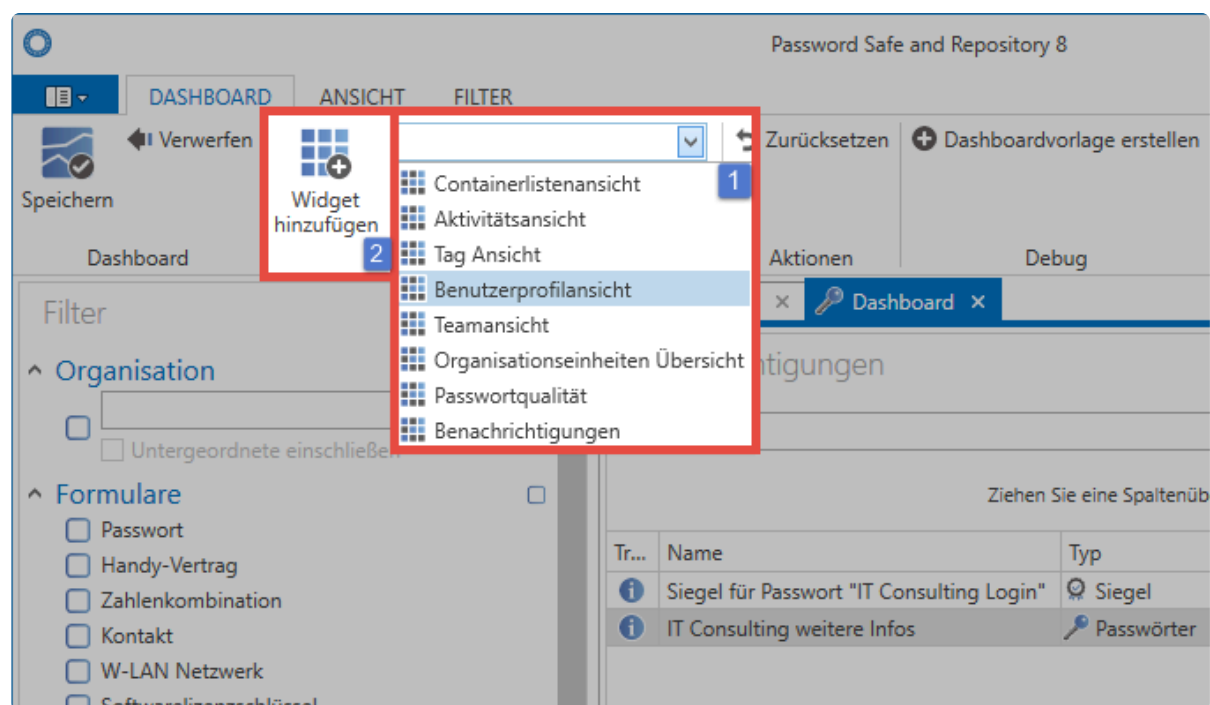 Password Safe and Repository 8
DASHBOARD ANSICHT FILTER
Verwerfen
Speichern
Dashboard
Widget
hinzufügen
2
1
Containerlistenansicht
Aktivitätsansicht
Tag Ansicht
Benutzerprofilansicht
Teamansicht
Organisationseinheiten Übersicht
Passwortqualität
Benachrichtigungen
Zurücksetzen
Dashboardvorlage erstellen
Aktionen
Debug
Filter
Organisation
Untergeordnete einschließen
Formulare
Passwort
Handy-Vertrag
Zahlenkombination
Kontakt
W-LAN Netzwerk
Dashboard
htigungen
Ziehen Sie eine Spaltenüb
Tr... Name Typ
Siegel für Passwort "IT Consulting Login" Siegel
IT Consulting weitere Infos Passwörter